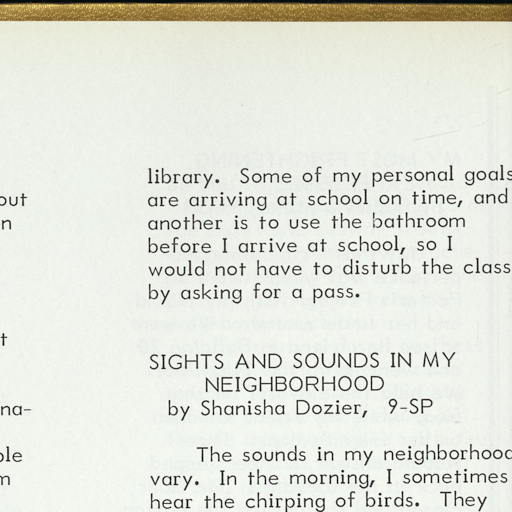 out
n
t
na-
ple
m
library. Some of my personal goals
are arriving at school on time, and
another is to use the bathroom
before I arrive at school, so I
would not have to disturb the class
by asking for a pass.
SIGHTS AND SOUNDS IN MY
NEIGHBORHOOD
by Shanisha Dozier, 9-SP
The sounds in my neighborhood
vary. In the morning, I sometimes
hear the chirping of birds. They